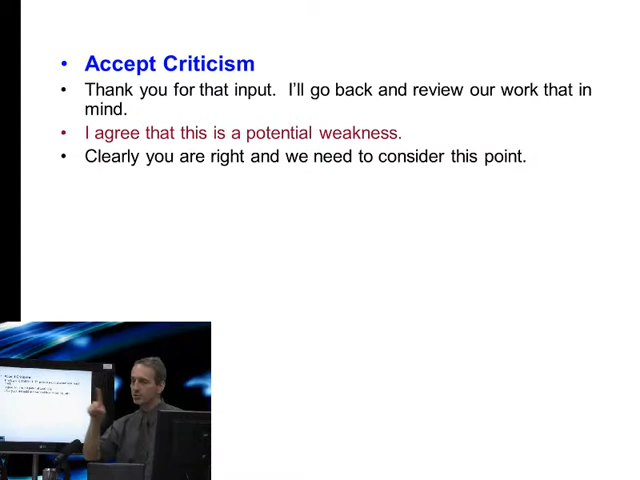 Accept Criticism
Thank you for that input.  I'll go back and review our work that in
mind.
I agree that this is a potential weakness.
Clearly you are right and we need to consider this point.